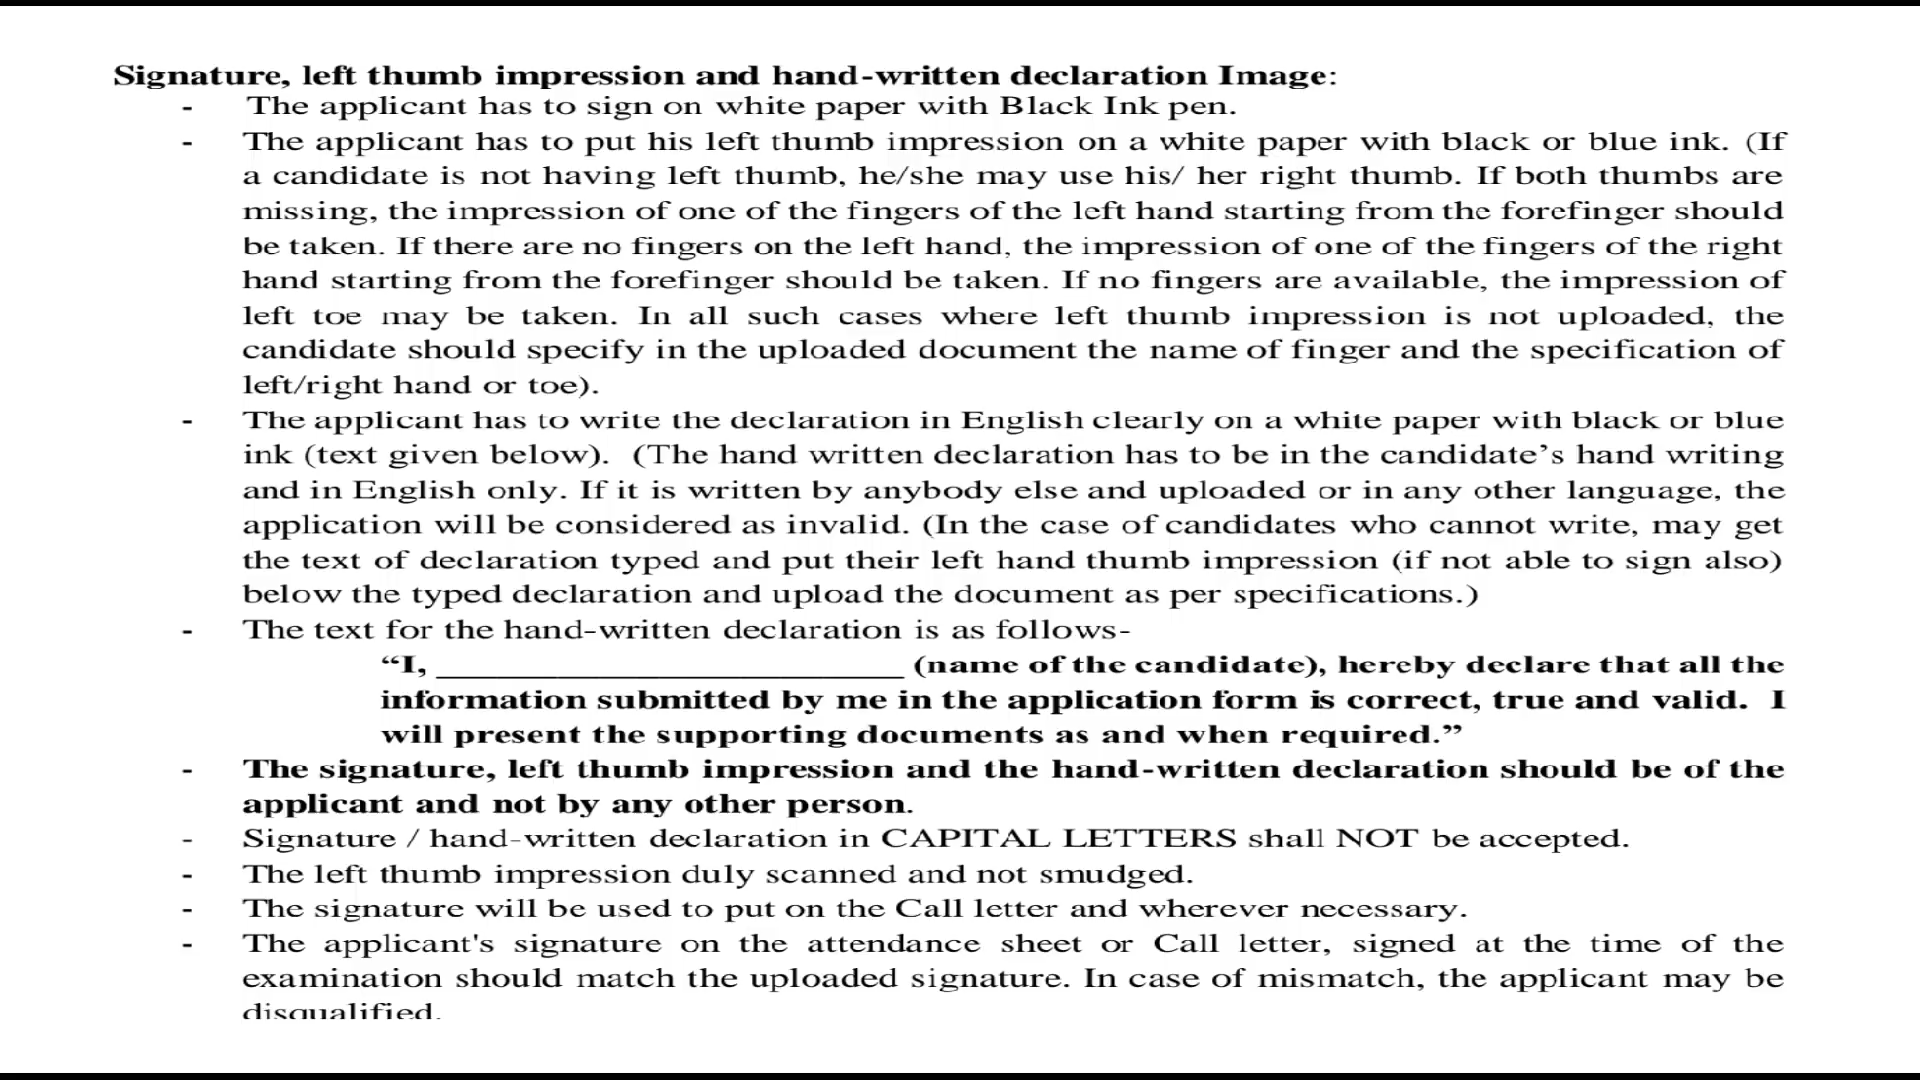 Signature, left thumb impression and hand-written declaration Image:
- The applicant has to sign on white paper with Black Ink pen.
- The applicant has to put his left thumb impression on a white paper with black or blue ink. (If
a candidate is not having left thumb, he/she may use his/ her right thumb. If both thumbs are
missing, the impression of one of the fingers of the left hand starting from the forefinger should
be taken. If there are no fingers on the left hand, the impression of one of the fingers of the right
hand starting from the forefinger should be taken. If no fingers are available, the impression of
left toe may be taken. In all such cases where left thumb impression is not uploaded, the
candidate should specify in the uploaded document the name of finger and the specification of
left/right hand or toe).
- The applicant has to write the declaration in English clearly on a white paper with black or blue
ink (text given below). (The hand written declaration has to be in the candidate’s hand writing
and in English only. If it is written by anybody else and uploaded or in any other language, the
application will be considered as invalid. (In the case of candidates who cannot write, may get
the text of declaration typed and put their left hand thumb impression (if not able to sign also)
below the typed declaration and upload the document as per specifications.)
- The text for the hand-written declaration is as follows-
“I, __________________________ (name of the candidate), hereby declare that all the
information submitted by me in the application form is correct, true and valid. I
will present the supporting documents as and when required.”
- The signature, left thumb impression and the hand-written declaration should be of the
applicant and not by any other person.
- Signature / hand-written declaration in CAPITAL LETTERS shall NOT be accepted.
- The left thumb impression duly scanned and not smudged.
- The signature will be used to put on the Call letter and wherever necessary.
- The applicant's signature on the attendance sheet or Call letter, signed at the time of the
examination should match the uploaded signature. In case of mismatch, the applicant may be
disqualified.